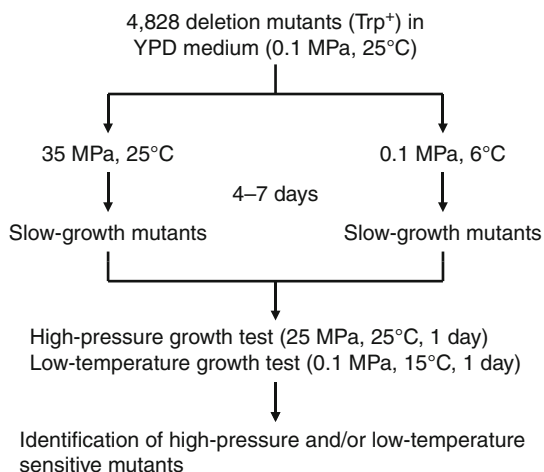 4,828 deletion mutants (Trp⁺) in
YPD medium (0.1 MPa, 25°C)
35 MPa, 25°C
0.1 MPa, 6°C
4–7 days
Slow-growth mutants
Slow-growth mutants
High-pressure growth test (25 MPa, 25°C, 1 day)
Low-temperature growth test (0.1 MPa, 15°C, 1 day)
Identification of high-pressure and/or low-temperature
sensitive mutants